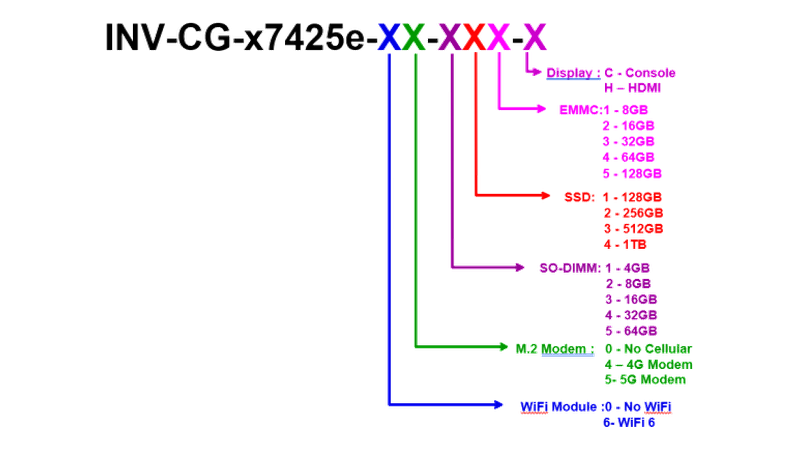 INV-CG-x7425e-XX-XXX-X
Display : C - Console
H – HDMI
EMMC:1 - 8GB
2 - 16GB
3 - 32GB
4 - 64GB
5 - 128GB
SSD: 1 - 128GB
2 - 256GB
3 - 512GB
4 - 1TB
SO-DIMM: 1 - 4GB
2 - 8GB
3 - 16GB
4 - 32GB
5 - 64GB
M.2 Modem : 0 - No Cellular
4 – 4G Modem
5- 5G Modem
WiFi Module :0 - No WiFi
6- WiFi 6